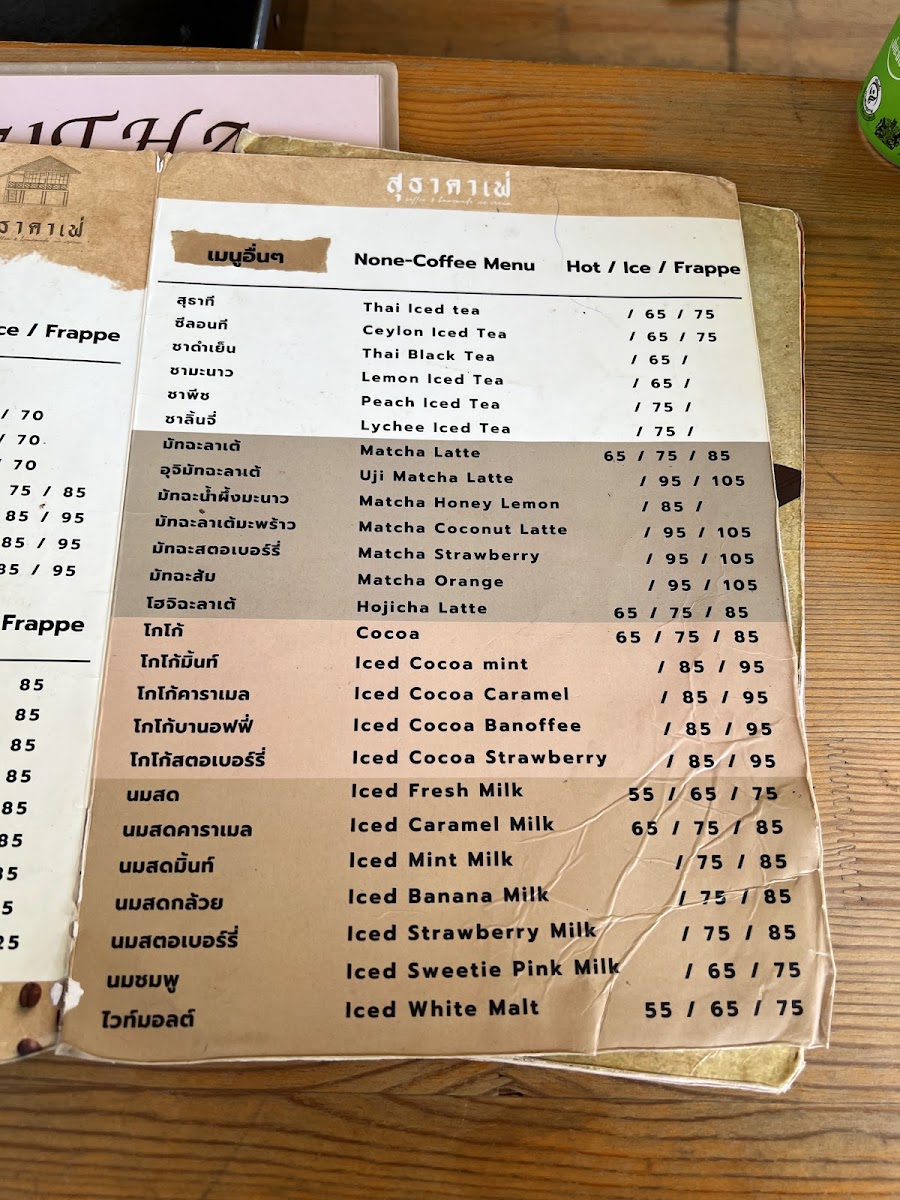 UTHA
ธาคาเฟ่
ce / Frappe
/ 70
/ 70
/ 70
75 / 85
85 / 95
85 / 95
85 / 95
Frappe
85
85
85
85
85
85
85
5
25
สุธาคาเฟ่
เมนูอื่นๆ None-Coffee Menu Hot / Ice / Frappe
สุธาที Thai Iced tea / 65 / 75
ซีลอนที Ceylon Iced Tea / 65 / 75
ชาดำเย็น Thai Black Tea / 65 /
ชามะนาว Lemon Iced Tea / 65 /
ชาพีช Peach Iced Tea / 75 /
ชาลิ้นจี่ Lychee Iced Tea / 75 /
มัทฉะลาเต้ Matcha Latte 65 / 75 / 85
อุจิมัทฉะลาเต้ Uji Matcha Latte / 95 / 105
มัทฉะน้ำผึ้งมะนาว Matcha Honey Lemon / 85 /
มัทฉะลาเต้มะพร้าว Matcha Coconut Latte / 95 / 105
มัทฉะสตอเบอร์รี่ Matcha Strawberry / 95 / 105
มัทฉะส้ม Matcha Orange / 95 / 105
โฮจิฉะลาเต้ Hojicha Latte 65 / 75 / 85
โกโก้ Cocoa 65 / 75 / 85
โกโก้มิ้นท์ Iced Cocoa mint / 85 / 95
โกโก้คาราเมล Iced Cocoa Caramel / 85 / 95
โกโก้บานอฟฟี่ Iced Cocoa Banoffee / 85 / 95
โกโก้สตอเบอร์รี่ Iced Cocoa Strawberry / 85 / 95
นมสด Iced Fresh Milk 55 / 65 / 75
นมสดคาราเมล Iced Caramel Milk 65 / 75 / 85
นมสดมิ้นท์ Iced Mint Milk / 75 / 85
นมสดกล้วย Iced Banana Milk / 75 / 85
นมสตอเบอร์รี่ Iced Strawberry Milk / 75 / 85
นมชมพู Iced Sweetie Pink Milk / 65 / 75
ไวท์มอลต์ Iced White Malt 55 / 65 / 75